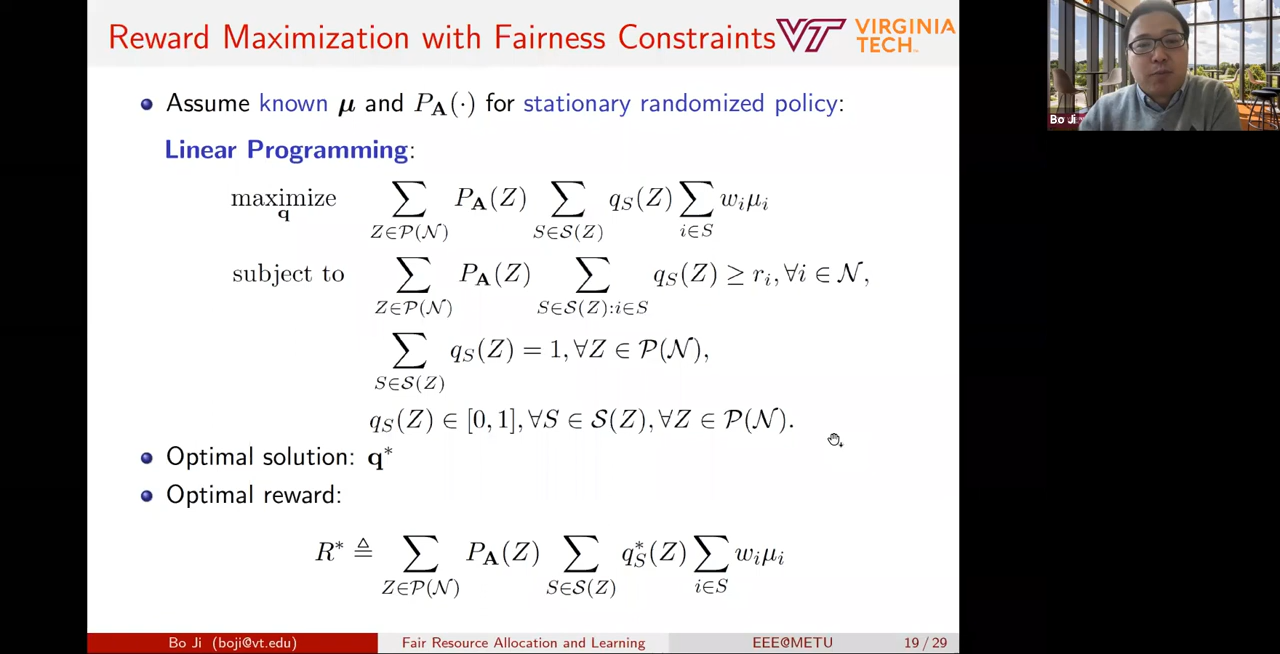 Reward Maximization with Fairness Constraints
VT VIRGINIA TECH™
Assume known μ and P_A(·) for stationary randomized policy:
Linear Programming:
maximize_q ∑_{Z∈𝒫(𝒩)} P_A(Z) ∑_{S∈𝒮(Z)} q_S(Z) ∑_{i∈S} w_i μ_i
subject to ∑_{Z∈𝒫(𝒩)} P_A(Z) ∑_{S∈𝒮(Z):i∈S} q_S(Z) ≥ r_i, ∀i ∈ 𝒩,
∑_{S∈𝒮(Z)} q_S(Z) = 1, ∀Z ∈ 𝒫(𝒩),
q_S(Z) ∈ [0, 1], ∀S ∈ 𝒮(Z), ∀Z ∈ 𝒫(𝒩).
Optimal solution: q*
Optimal reward:
R* ≜ ∑_{Z∈𝒫(𝒩)} P_A(Z) ∑_{S∈𝒮(Z)} q*_S(Z) ∑_{i∈S} w_i μ_i
Bo Ji (boji@vt.edu) Fair Resource Allocation and Learning EEE@METU 19 / 29
Bo Ji